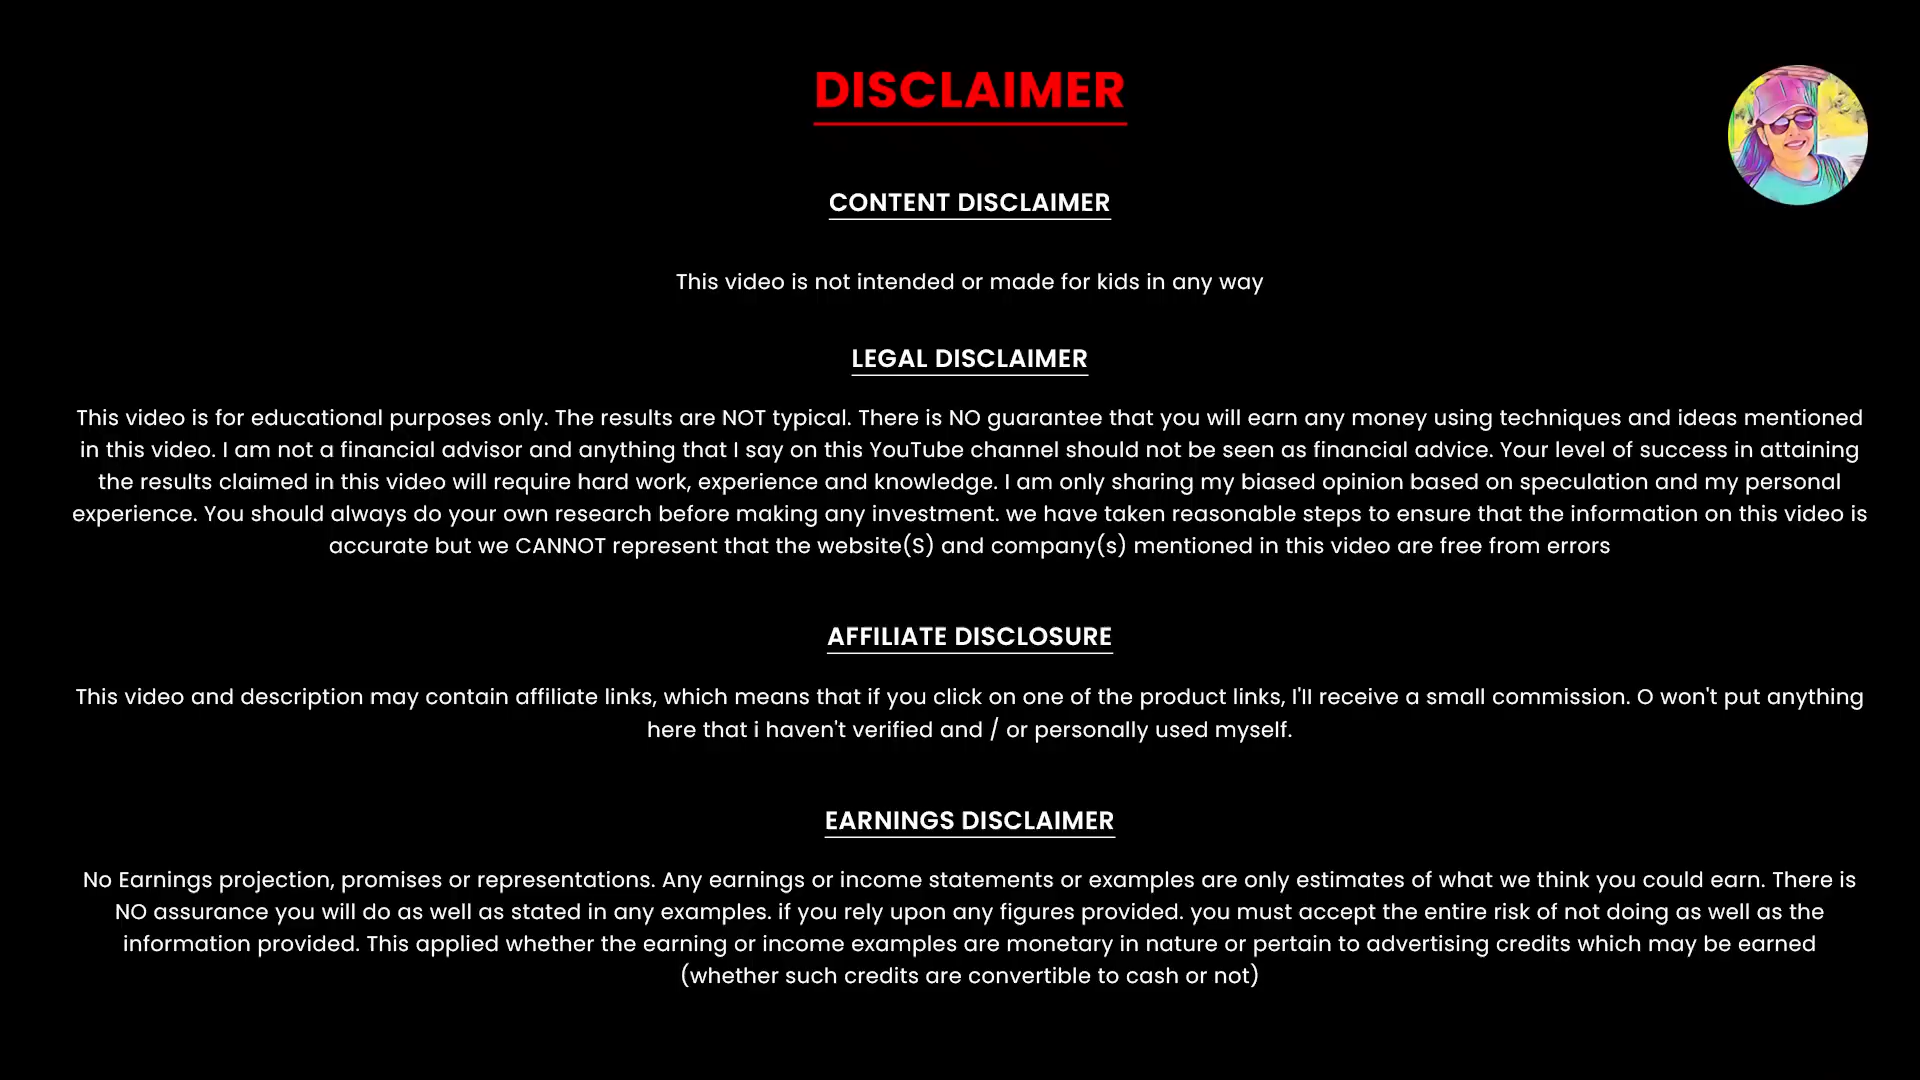 DISCLAIMER
CONTENT DISCLAIMER
This video is not intended or made for kids in any way
LEGAL DISCLAIMER
This video is for educational purposes only. The results are NOT typical. There is NO guarantee that you will earn any money using techniques and ideas mentioned
in this video. I am not a financial advisor and anything that I say on this YouTube channel should not be seen as financial advice. Your level of success in attaining
the results claimed in this video will require hard work, experience and knowledge. I am only sharing my biased opinion based on speculation and my personal
experience. You should always do your own research before making any investment. we have taken reasonable steps to ensure that the information on this video is
accurate but we CANNOT represent that the website(S) and company(s) mentioned in this video are free from errors
AFFILIATE DISCLOSURE
This video and description may contain affiliate links, which means that if you click on one of the product links, I'll receive a small commission. O won't put anything
here that i haven't verified and / or personally used myself.
EARNINGS DISCLAIMER
No Earnings projection, promises or representations. Any earnings or income statements or examples are only estimates of what we think you could earn. There is
NO assurance you will do as well as stated in any examples. if you rely upon any figures provided. you must accept the entire risk of not doing as well as the
information provided. This applied whether the earning or income examples are monetary in nature or pertain to advertising credits which may be earned
(whether such credits are convertible to cash or not)